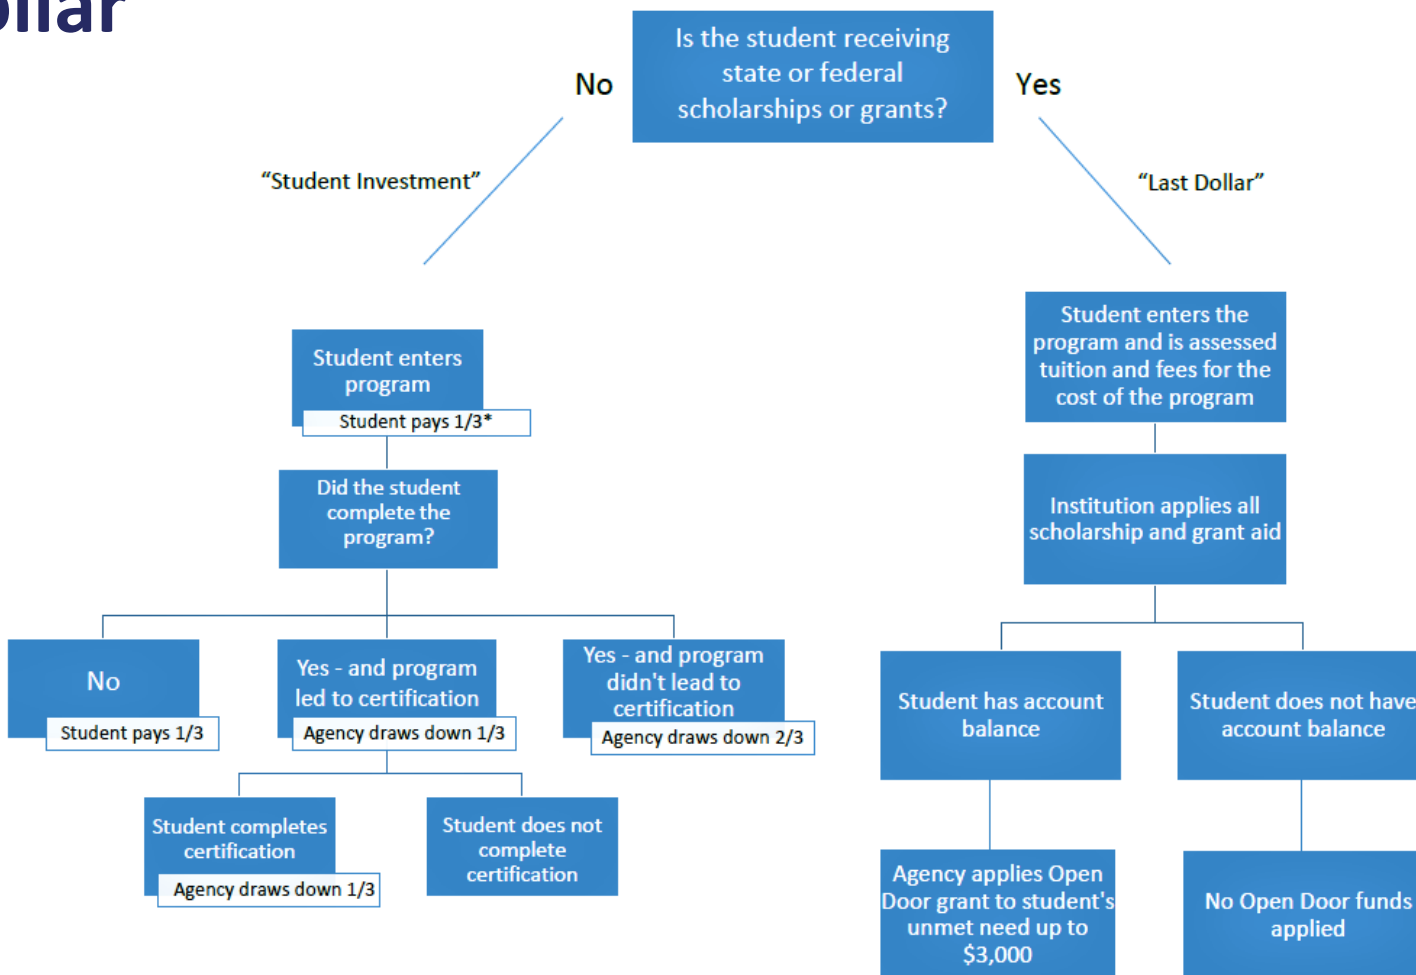 Is the student receiving
state or federal
scholarships or grants?
No
Yes
“Student Investment”
“Last Dollar”
Student enters
program
Student pays 1/3*
Did the student
complete the
program?
No
Student pays 1/3
Yes - and program
led to certification
Agency draws down 1/3
Yes - and program
didn't lead to
certification
Agency draws down 2/3
Student completes
certification
Agency draws down 1/3
Student does not
complete
certification
Student enters the
program and is assessed
tuition and fees for the
cost of the program
Institution applies all
scholarship and grant aid
Student has account
balance
Student does not have
account balance
Agency applies Open
Door grant to student's
unmet need up to
$3,000
No Open Door funds
applied